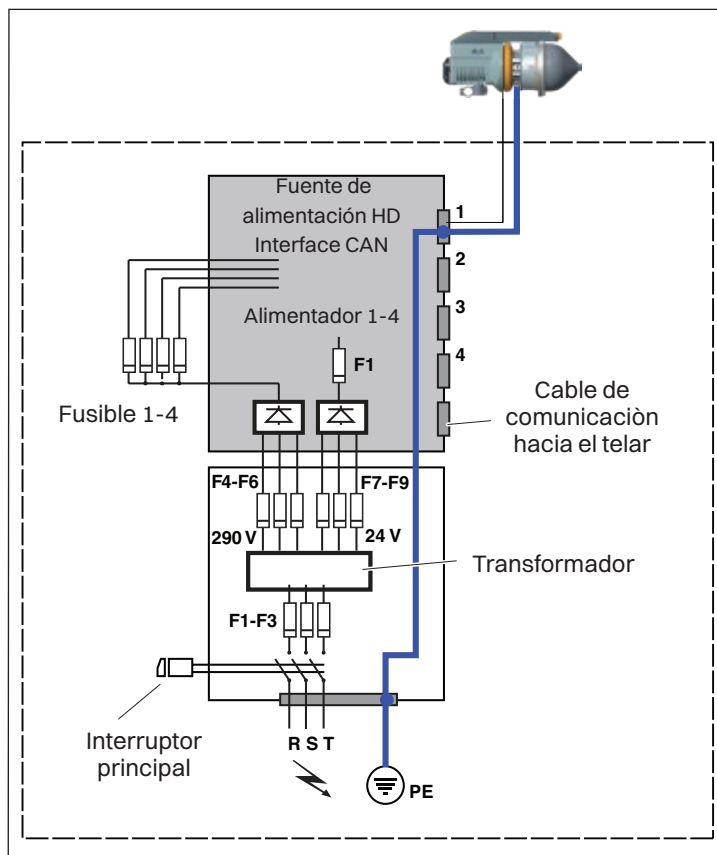 Fuente de
alimentación HD
Interface CAN
1
2
3
4
Alimentador 1-4
F1
Fusible 1-4
Cable de
comunicaciòn
hacia el telar
F4-F6
F7-F9
290 V
24 V
Transformador
F1-F3
Interruptor
principal
R S T
PE